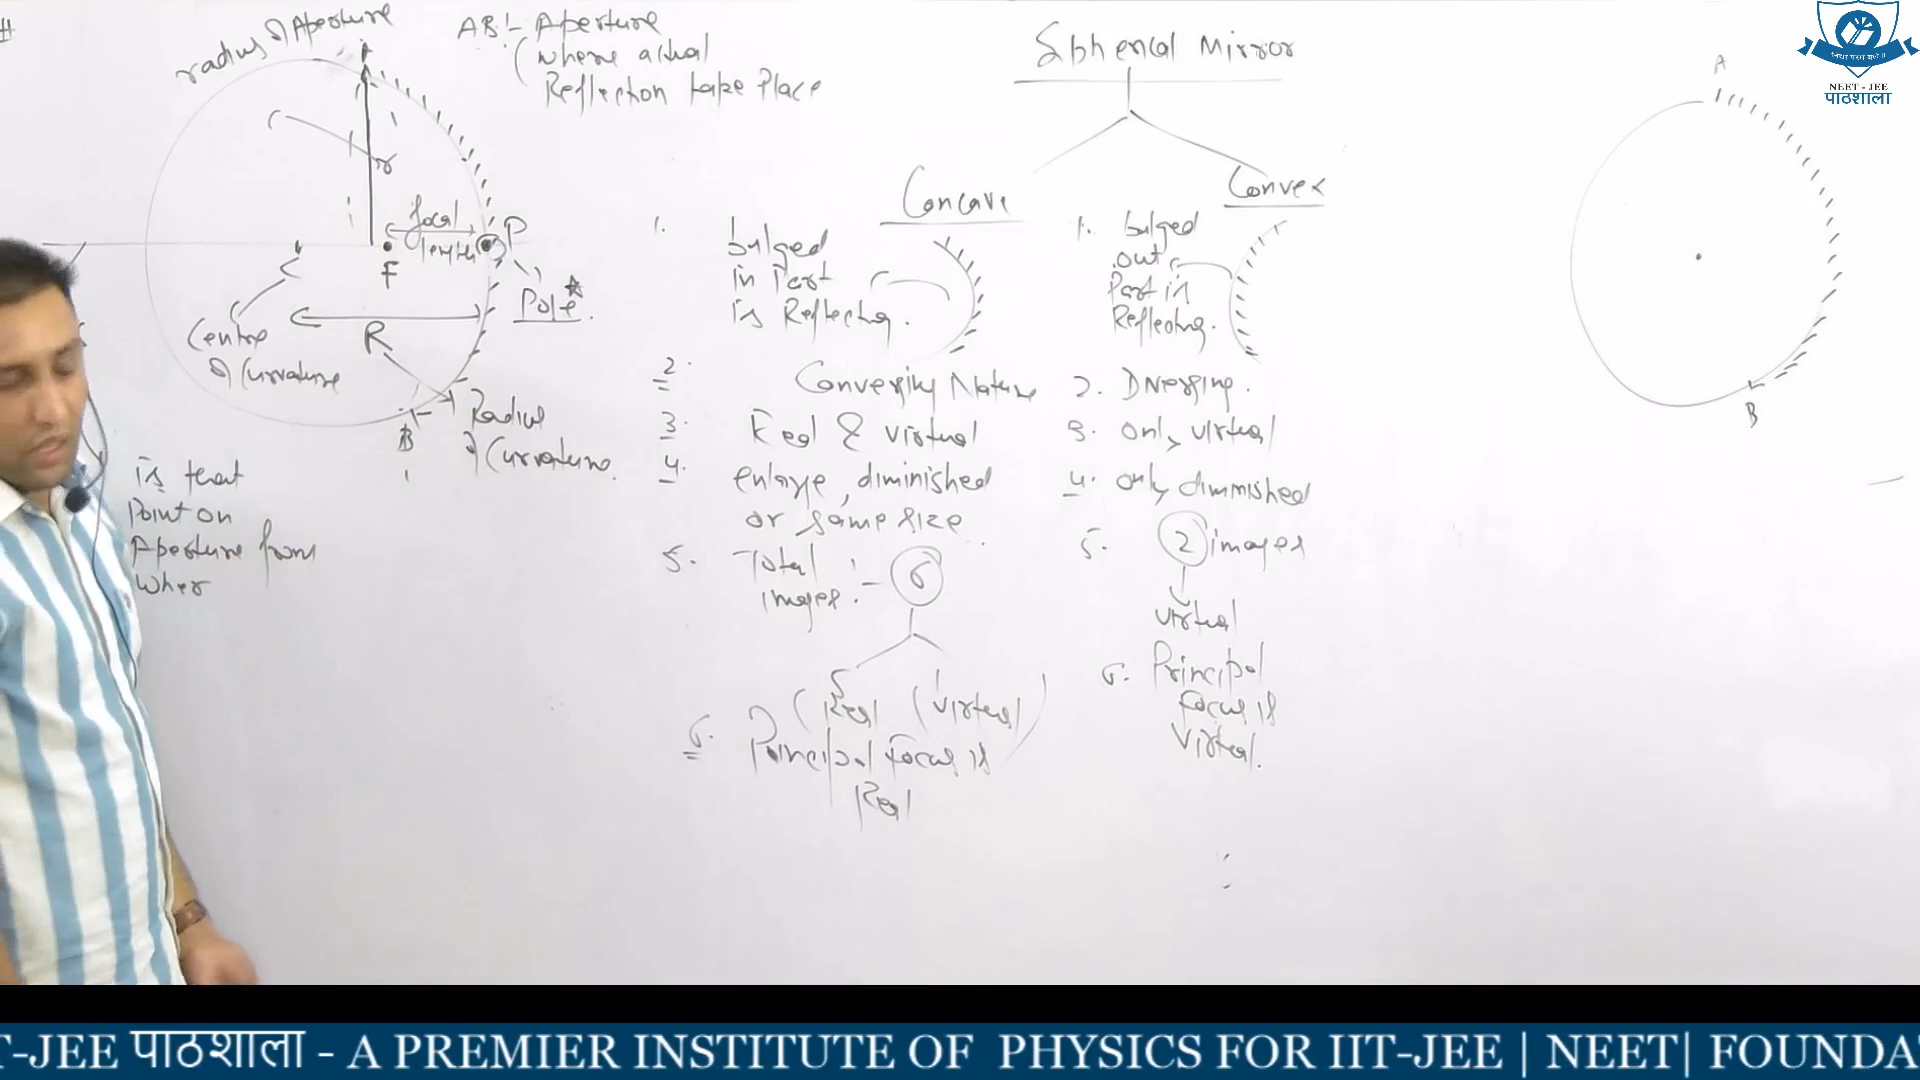 #
radius of Aperture
A
AB:- Aperture
(where actual
Reflection take Place
r
focal
length
P
F
C
Pole*
Centre
of Curvature
R
Radius
of Curvature
B
is that
Point on
Aperture from
wher
Spherical Mirror
Concave
1.
bulged
in Part
is Reflecting.
2.
Converging Nature
3.
Real & virtual
4.
enlarge, diminished
or same size
5.
Total
images :- 6
(Real (virtual)
6.
Principal Focus is
Real
Convex
1. bulged
out
Part is
Reflecting.
2. Diverging.
3. only virtual
4. only diminished
5. 2 images
virtual
6. Principal
Focus is
Virtual.
A
B
NEET - JEE
पाठशाला
T-JEE पाठशाला - A PREMIER INSTITUTE OF PHYSICS FOR IIT-JEE | NEET| FOUNDA